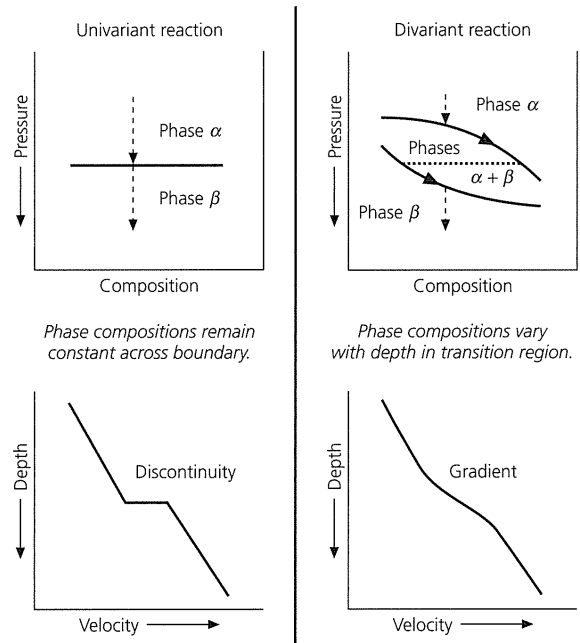 Univariant reaction
Pressure
Phase α
Phase β
Composition
Phase compositions remain
constant across boundary.
Depth
Discontinuity
Velocity
Divariant reaction
Pressure
Phase α
Phases
α + β
Phase β
Composition
Phase compositions vary
with depth in transition region.
Depth
Gradient
Velocity